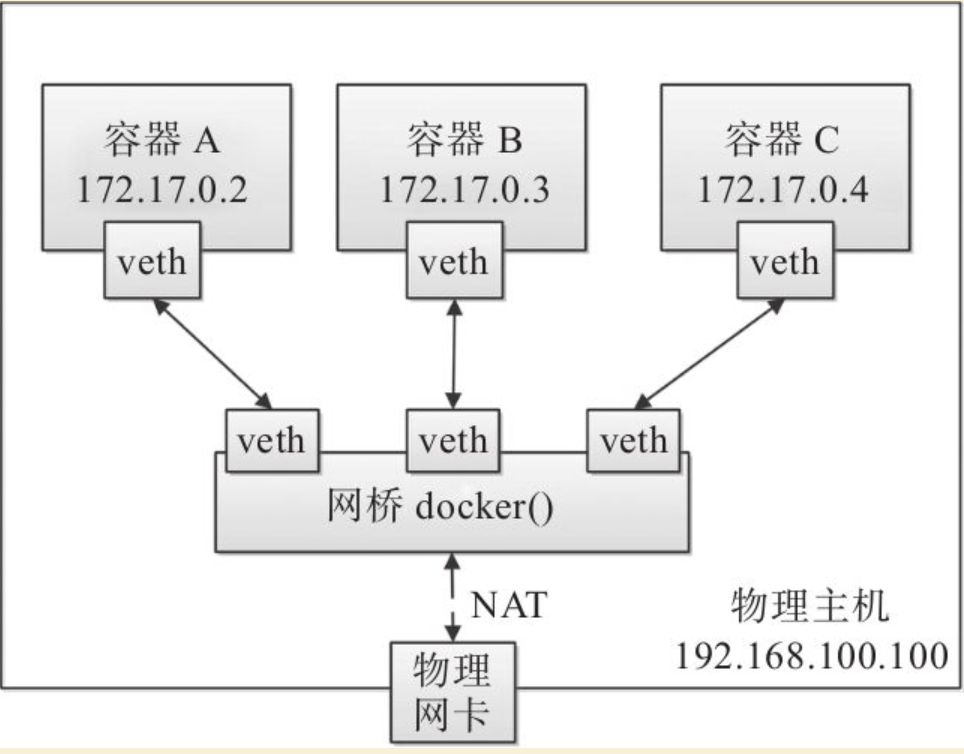 容器 A
172.17.0.2
veth
容器 B
172.17.0.3
veth
容器 C
172.17.0.4
veth
veth
veth
veth
网桥 docker()
NAT
物理主机
192.168.100.100
物理
网卡